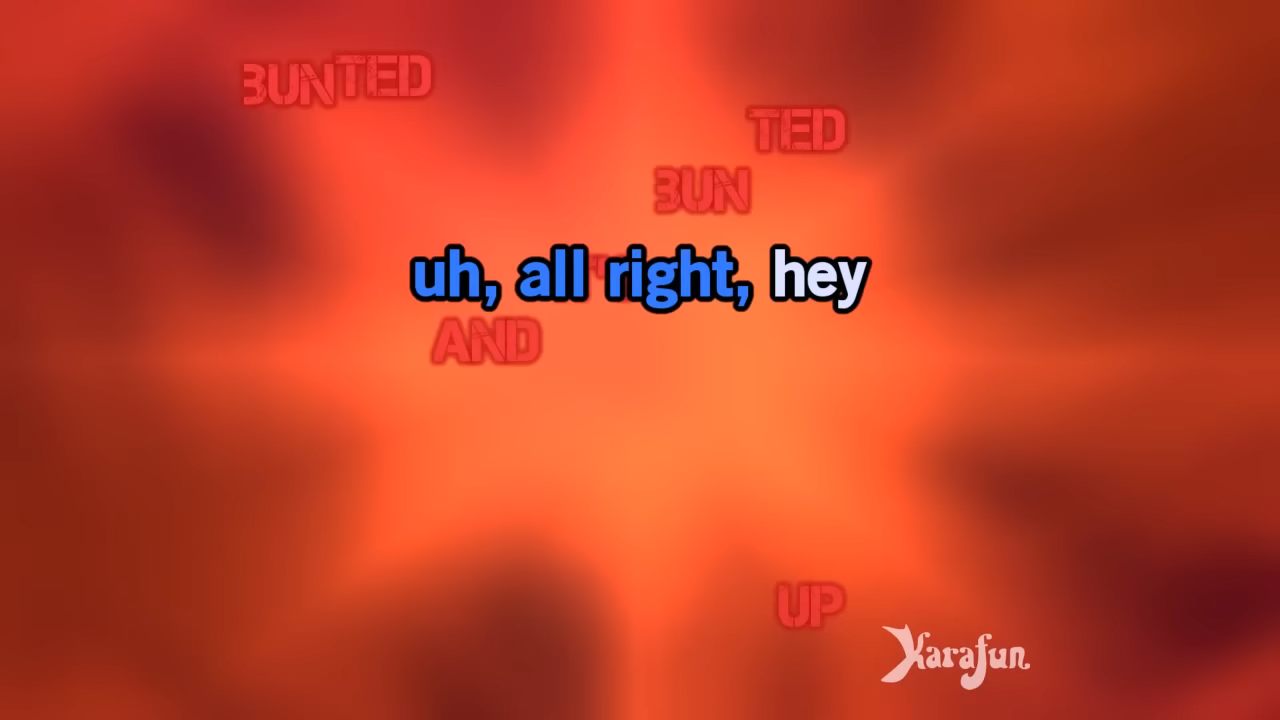 BUNTED
TED
BUN
uh, all right, hey
AND
UP
Karafun